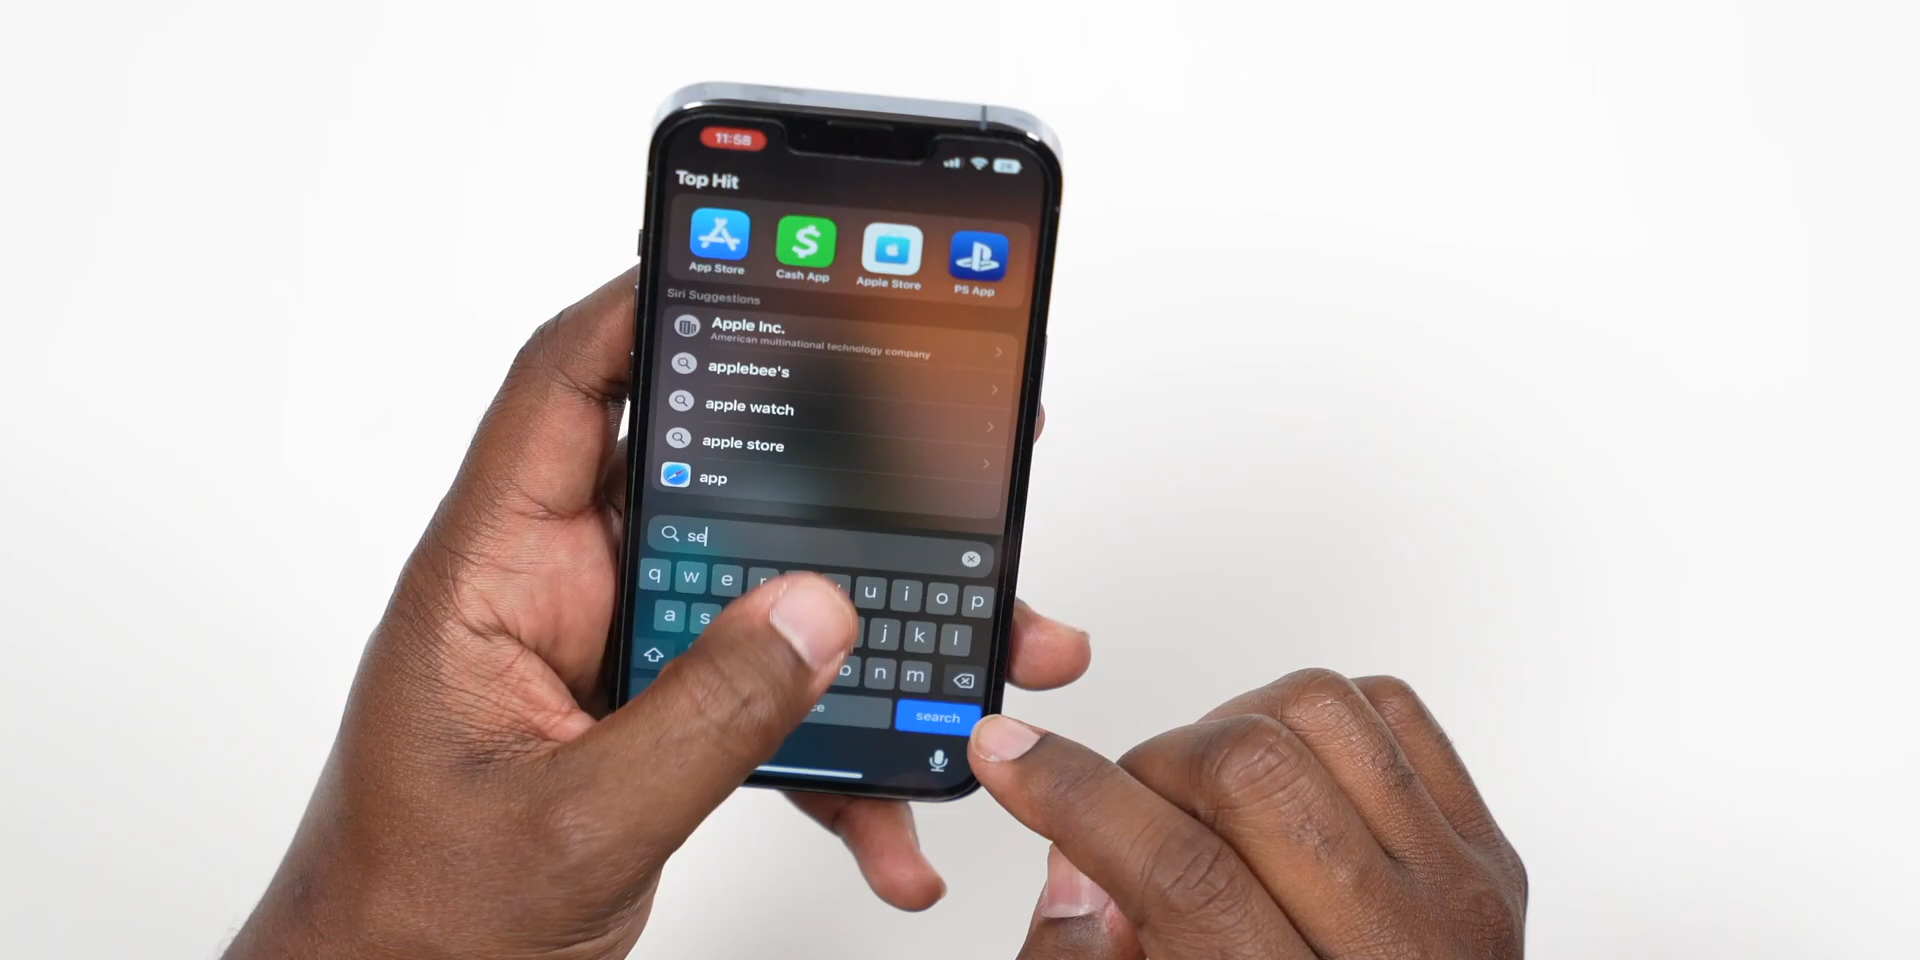 11:58
Top Hit
App Store
Cash App
Apple Store
PS App
Siri Suggestions
Apple Inc.
American multinational technology company
applebee's
apple watch
apple store
app
se
q w e r u i o p
a s j k l
b n m
search